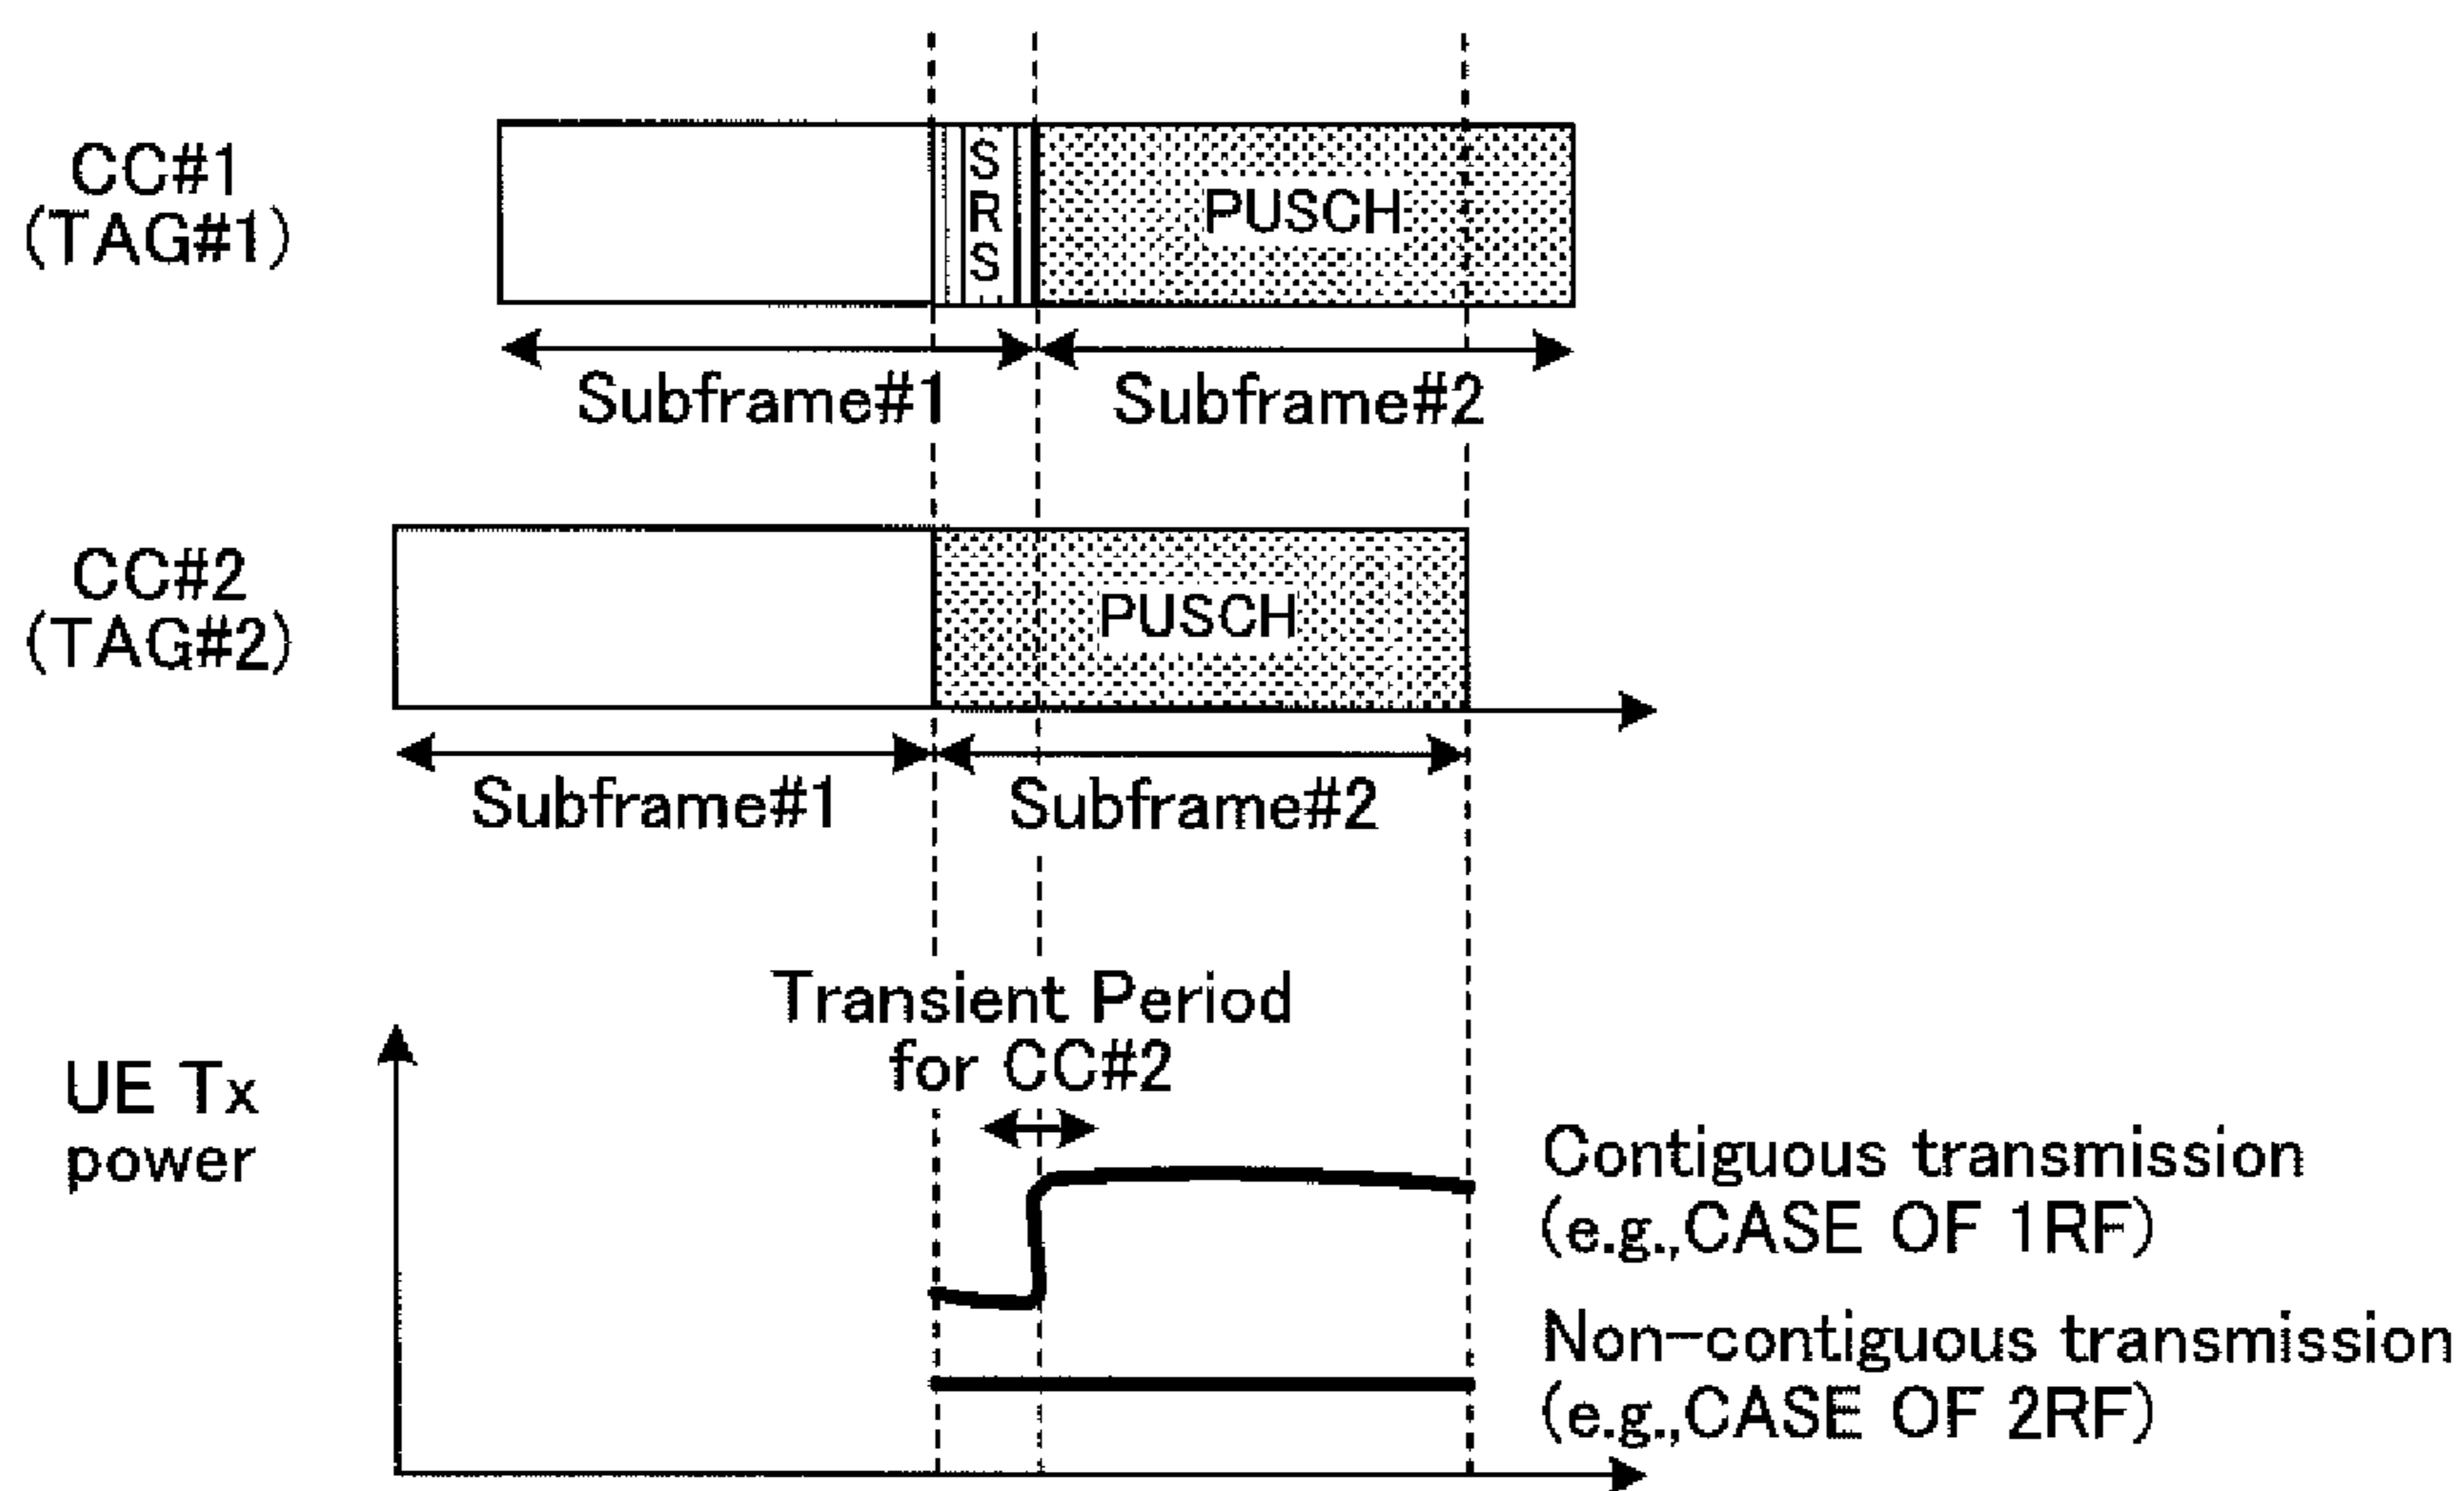 CC#1
(TAG#1)
SRS
PUSCH
Subframe#1
Subframe#2
CC#2
(TAG#2)
PUSCH
Subframe#1
Subframe#2
Transient Period
for CC#2
UE Tx
power
Contiguous transmission
(e.g.,CASE OF 1RF)
Non-contiguous transmission
(e.g.,CASE OF 2RF)